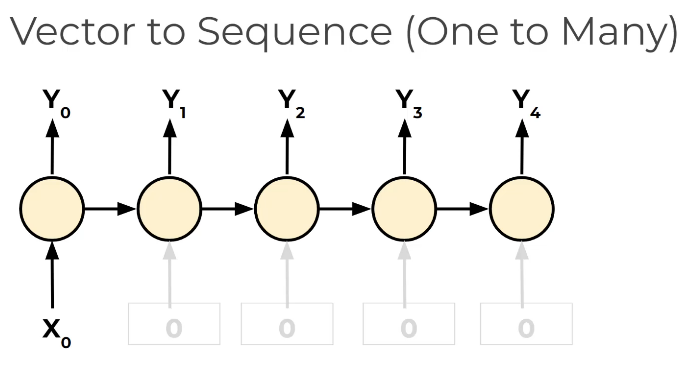 Vector to Sequence (One to Many)
Y0 Y1 Y2 Y3 Y4
X0 0 0 0 0